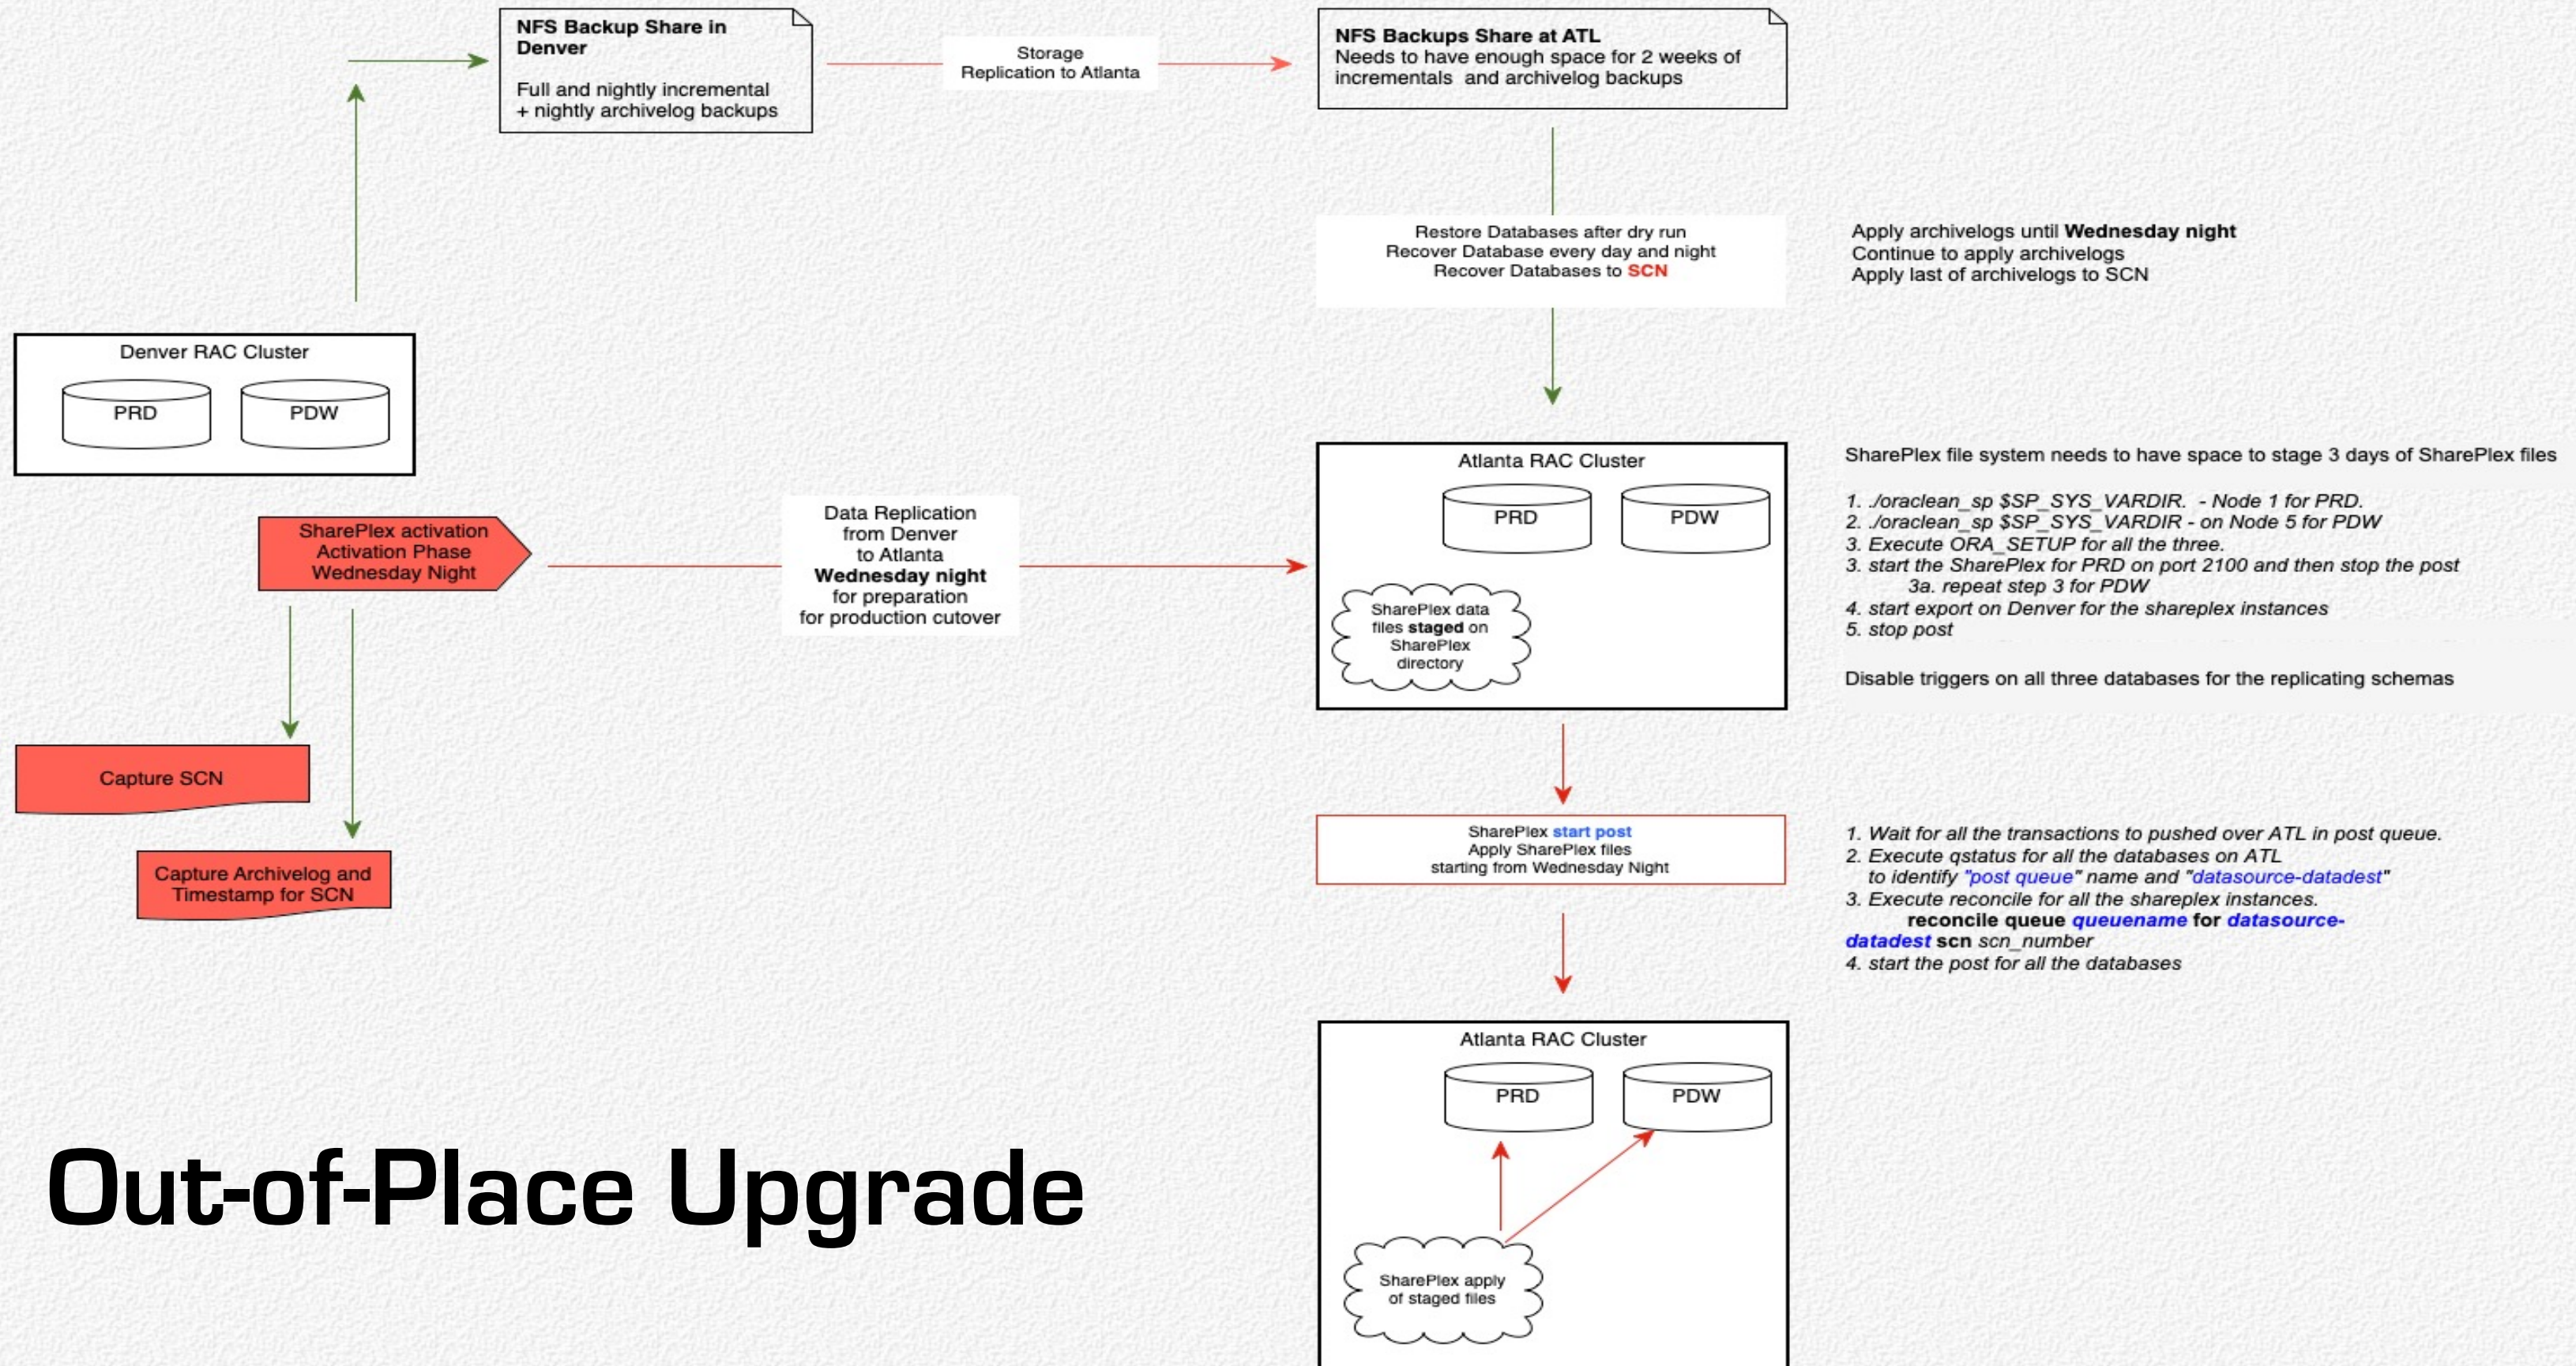 NFS Backup Share in
Denver
Full and nightly incremental
+ nightly archivelog backups
Storage
Replication to Atlanta
NFS Backups Share at ATL
Needs to have enough space for 2 weeks of
incrementals and archivelog backups
Restore Databases after dry run
Recover Database every day and night
Recover Databases to SCN
Apply archivelogs until Wednesday night
Continue to apply archivelogs
Apply last of archivelogs to SCN
Denver RAC Cluster
PRD
PDW
Atlanta RAC Cluster
PRD
PDW
SharePlex data
files staged on
SharePlex
directory
SharePlex file system needs to have space to stage 3 days of SharePlex files
1. ./oraclean_sp $SP_SYS_VARDIR. - Node 1 for PRD.
2. ./oraclean_sp $SP_SYS_VARDIR - on Node 5 for PDW
3. Execute ORA_SETUP for all the three.
3. start the SharePlex for PRD on port 2100 and then stop the post
3a. repeat step 3 for PDW
4. start export on Denver for the shareplex instances
5. stop post
Disable triggers on all three databases for the replicating schemas
SharePlex activation
Activation Phase
Wednesday Night
Data Replication
from Denver
to Atlanta
Wednesday night
for preparation
for production cutover
Capture SCN
Capture Archivelog and
Timestamp for SCN
SharePlex start post
Apply SharePlex files
starting from Wednesday Night
1. Wait for all the transactions to pushed over ATL in post queue.
2. Execute qstatus for all the databases on ATL
to identify "post queue" name and "datasource-datadest"
3. Execute reconcile for all the shareplex instances.
reconcile queue queuename for datasource-
datadest scn scn_number
4. start the post for all the databases
Atlanta RAC Cluster
PRD
PDW
SharePlex apply
of staged files
Out-of-Place Upgrade